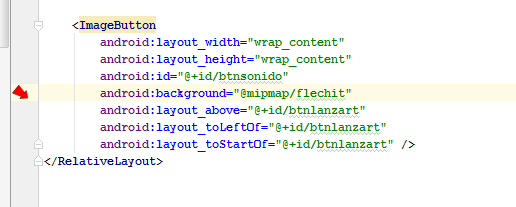 <ImageButton
android:layout_width="wrap_content"
android:layout_height="wrap_content"
android:id="@+id/btnsonido"
android:background="@mipmap/flechit"
android:layout_above="@+id/btnlanzart"
android:layout_toLeftOf="@+id/btnlanzart"
android:layout_toStartOf="@+id/btnlanzart" />
</RelativeLayout>